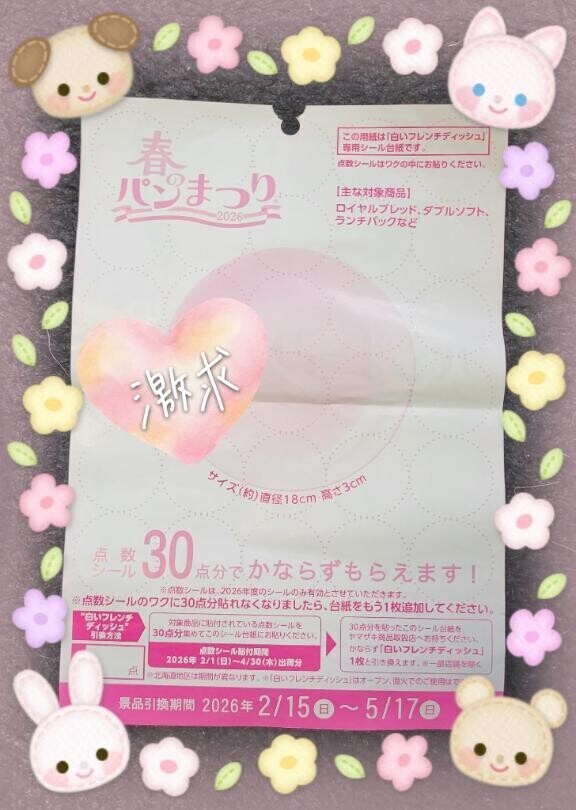 春の
パンまつり
2026
この用紙は「白いフレンチディッシュ」
専用シール台紙です。
点数シールはワクの中にお貼りください。
【主な対象商品】
ロイヤルブレッド、ダブルソフト、
ランチパックなど
激求
サイズ(約)直径18cm 高さ3cm
点数シール30点分でかならずもらえます!
※点数シールは、2026年度のシールのみ有効とさせていただきます。
※点数シールのワクに30点分貼れなくなりましたら、台紙をもう1枚追加してください。
"白いフレンチ
ディッシュ"
引換方法
点
対象商品に貼付されている点数シールを
30点分集めてこのシール台紙にお貼りください。
点数シール貼付期間
2026年 2/1(日)〜4/30(木)出荷分
30点分を貼ったこのシール台紙を
ヤマザキ商品取扱店へお持ちください。
かならず「白いフレンチディッシュ」
1枚と引き換えます。※一部店舗を除く
※北海道地区は期間が異なります。※「白いフレンチディッシュ」はオーブン、直火でのご使用は
景品引換期間 2026年 2/15(日)〜5/17(日)